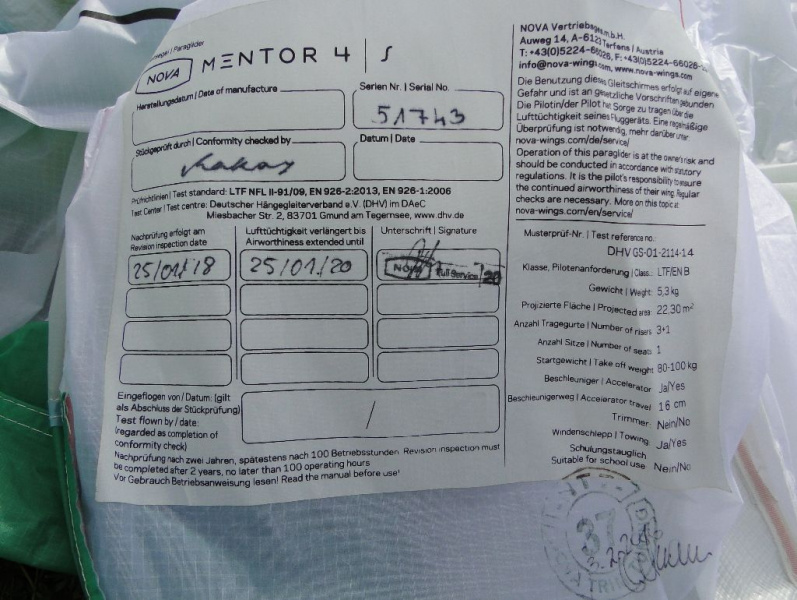 NOVA MENTOR 4 | S
Herstellungsdatum | Date of manufacture
Serien Nr. | Serial No.
51743
Stückgeprüft durch | Conformity checked by
Datum | Date
Prüfrichtlinien | Test standard: LTF NFL II-91/09, EN 926-2:2013, EN 926-1:2006
Test Center | Test centre: Deutscher Hängegleiterverband e.V. (DHV) im DAeC
Miesbacher Str. 2, 83701 Gmund am Tegernsee, www.dhv.de
Nachprüfung erfolgt am
Revision inspection date
Lufttüchtigkeit verlängert bis
Airworthiness extended until
Unterschrift | Signature
25/01/18
25/01/20
NOVA Full Service 20
Eingeflogen von / Datum: (gilt
als Abschluss der Stückprüfung)
Test flown by / date:
(regarded as completion of
conformity check)
/
Nachprüfung nach zwei Jahren, spätestens nach 100 Betriebsstunden. Revision inspection must
be completed after 2 years, no later than 100 operating hours
Vor Gebrauch Betriebsanweisung lesen! Read the manual before use!
NOVA Vertriebsges.m.b.H.
Auweg 14, A-6123 Terfens | Austria
T: +43(0)5224-66026, F: +43(0)5224-66026-
info@nova-wings.com, www.nova-wings.com
Die Benutzung dieses Gleitschirmes erfolgt auf eigene
Gefahr und ist an gesetzliche Vorschriften gebunden
Die Pilotin/der Pilot hat Sorge zu tragen über die
Lufttüchtigkeit seines Fluggeräts. Eine regelmäßige
Überprüfung ist notwendig, mehr darüber unter:
nova-wings.com/de/service/
Operation of this paraglider is at the owner's risk and
should be conducted in accordance with statutory
regulations. It is the pilot's responsibility to ensure
the continued airworthiness of their wing. Regular
checks are necessary. More on this topic at
nova-wings.com/en/service/
Musterprüf-Nr. | Test reference no.
DHV GS-01-2114-14
Klasse, Pilotenanforderung | Class.: LTF/EN B
Gewicht | Weight: 5,3 kg
Projizierte Fläche | Projected area: 22,30 m²
Anzahl Tragegurte | Number of risers 3+1
Anzahl Sitze | Number of seats 1
Startgewicht | Take off weight 80-100 kg
Beschleuniger | Accelerator Ja/Yes
Beschleunigerweg | Accelerator travel 16 cm
Trimmer: Nein/No
Windenschlepp | Towing: Ja/Yes
Schulungstauglich
Suitable for school use Nein/No
37